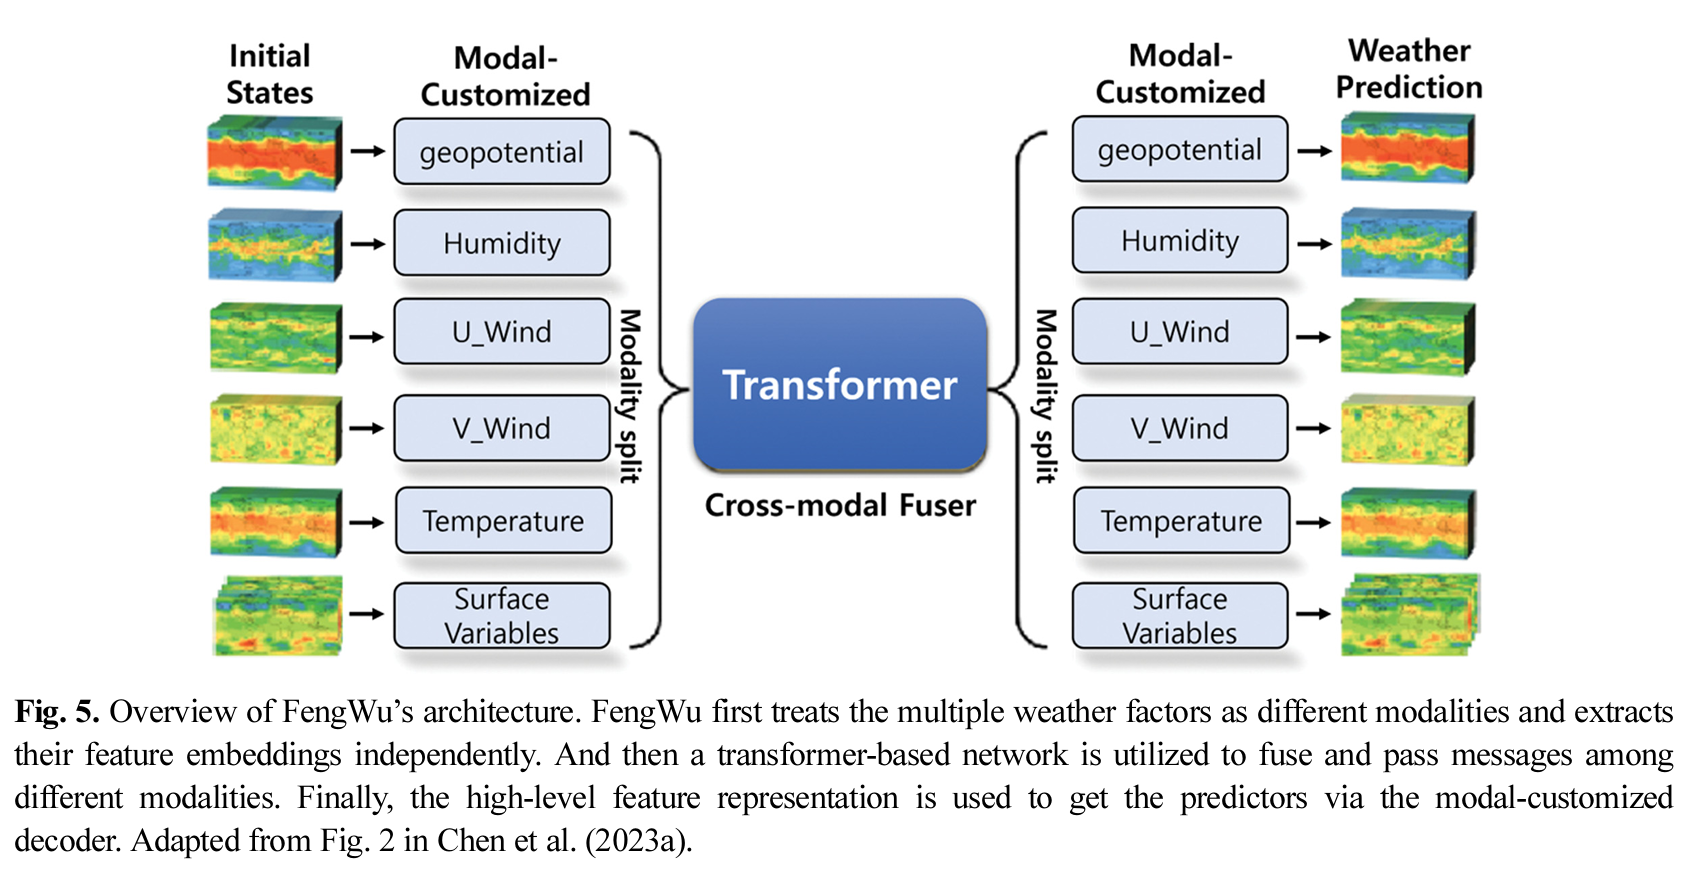 Initial
States
Modal-
Customized
Modal-
Customized
Weather
Prediction
geopotential
Humidity
U_Wind
V_Wind
Temperature
Surface
Variables
Modality split
Transformer
Cross-modal Fuser
Modality split
geopotential
Humidity
U_Wind
V_Wind
Temperature
Surface
Variables
Fig. 5. Overview of FengWu’s architecture. FengWu first treats the multiple weather factors as different modalities and extracts
their feature embeddings independently. And then a transformer-based network is utilized to fuse and pass messages among
different modalities. Finally, the high-level feature representation is used to get the predictors via the modal-customized
decoder. Adapted from Fig. 2 in Chen et al. (2023a).